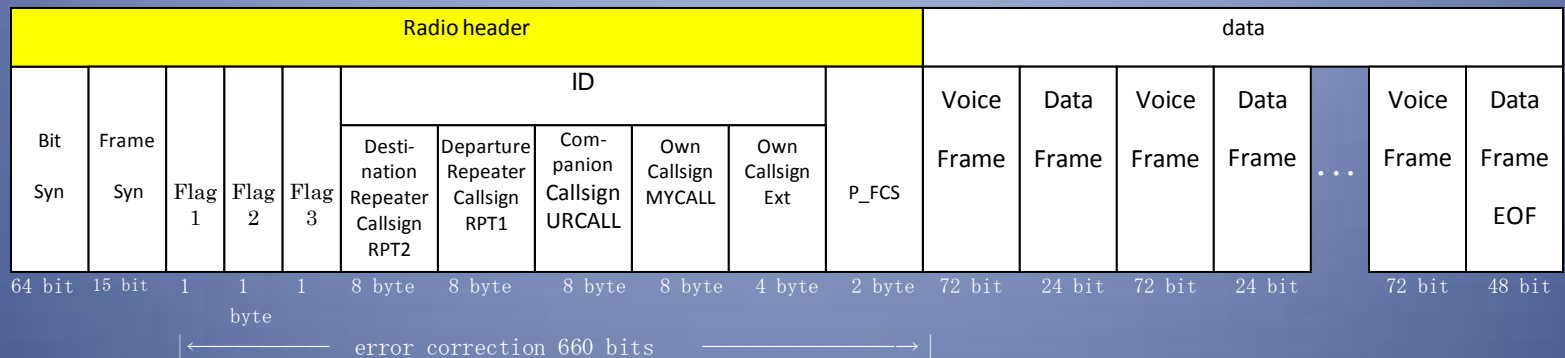 Radio header
data
Bit
Syn
Frame
Syn
Flag
1
Flag
2
Flag
3
ID
Desti-
nation
Repeater
Callsign
RPT2
Departure
Repeater
Callsign
RPT1
Com-
panion
Callsign
URCALL
Own
Callsign
MYCALL
Own
Callsign
Ext
P_FCS
Voice
Frame
Data
Frame
Voice
Frame
Data
Frame
...
Voice
Frame
Data
Frame
EOF
64 bit 15 bit 1 1 1 8 byte 8 byte 8 byte 8 byte 4 byte 2 byte 72 bit 24 bit 72 bit 24 bit 72 bit 48 bit
byte
error correction 660 bits